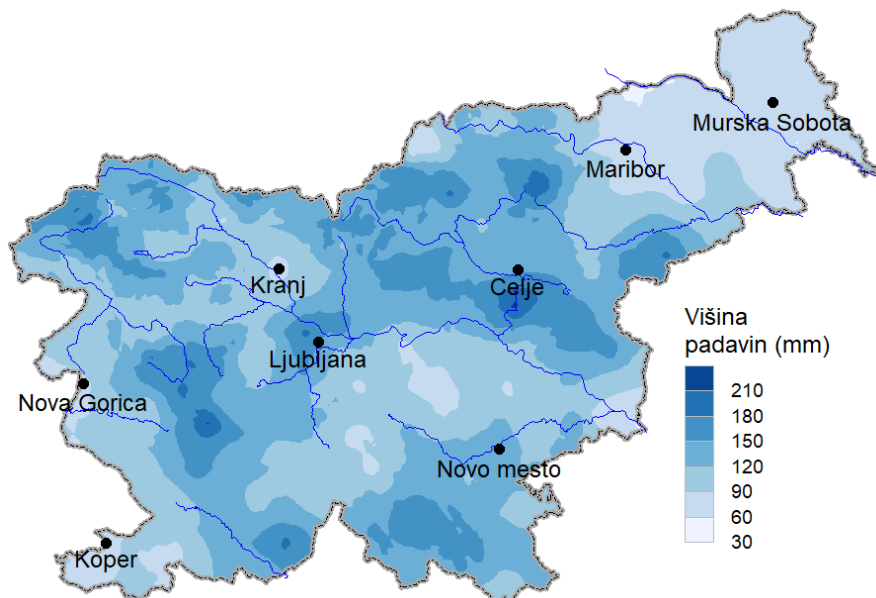 Murska Sobota
Maribor
Kranj
Celje
Ljubljana
Nova Gorica
Novo mesto
Koper
Višina
padavin (mm)
210
180
150
120
90
60
30